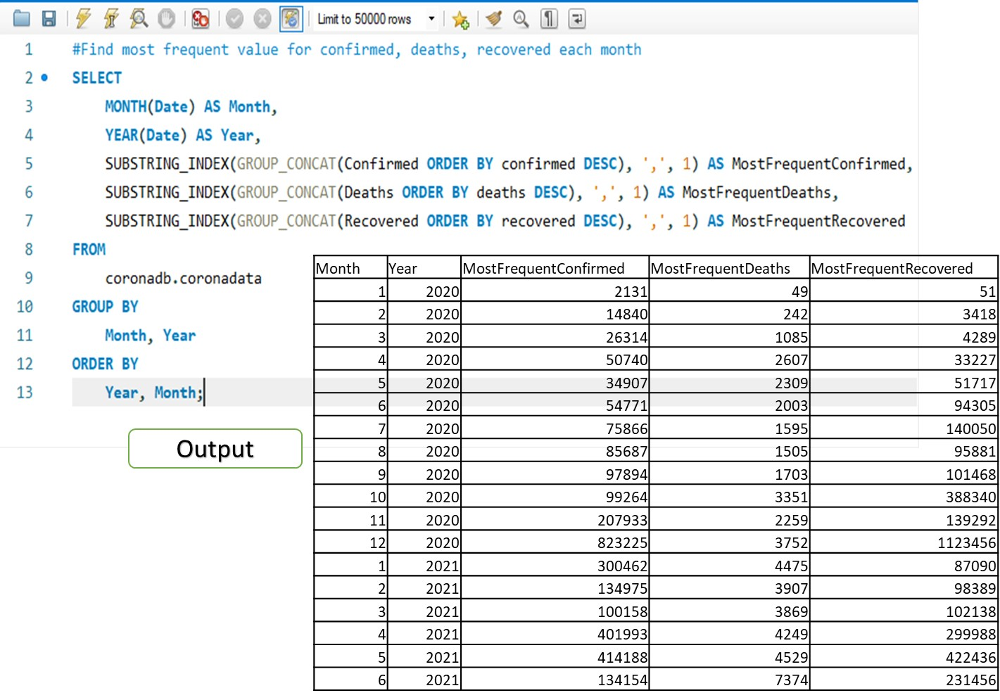 Limit to 50000 rows
1 #Find most frequent value for confirmed, deaths, recovered each month
2 SELECT
3 MONTH(Date) AS Month,
4 YEAR(Date) AS Year,
5 SUBSTRING_INDEX(GROUP_CONCAT(Confirmed ORDER BY confirmed DESC), ',', 1) AS MostFrequentConfirmed,
6 SUBSTRING_INDEX(GROUP_CONCAT(Deaths ORDER BY deaths DESC), ',', 1) AS MostFrequentDeaths,
7 SUBSTRING_INDEX(GROUP_CONCAT(Recovered ORDER BY recovered DESC), ',', 1) AS MostFrequentRecovered
8 FROM
9 coronadb.coronadata
10 GROUP BY
11 Month, Year
12 ORDER BY
13 Year, Month;
Output
Month Year MostFrequentConfirmed MostFrequentDeaths MostFrequentRecovered
1 2020 2131 49 51
2 2020 14840 242 3418
3 2020 26314 1085 4289
4 2020 50740 2607 33227
5 2020 34907 2309 51717
6 2020 54771 2003 94305
7 2020 75866 1595 140050
8 2020 85687 1505 95881
9 2020 97894 1703 101468
10 2020 99264 3351 388340
11 2020 207933 2259 139292
12 2020 823225 3752 1123456
1 2021 300462 4475 87090
2 2021 134975 3907 98389
3 2021 100158 3869 102138
4 2021 401993 4249 299988
5 2021 414188 4529 422436
6 2021 134154 7374 231456